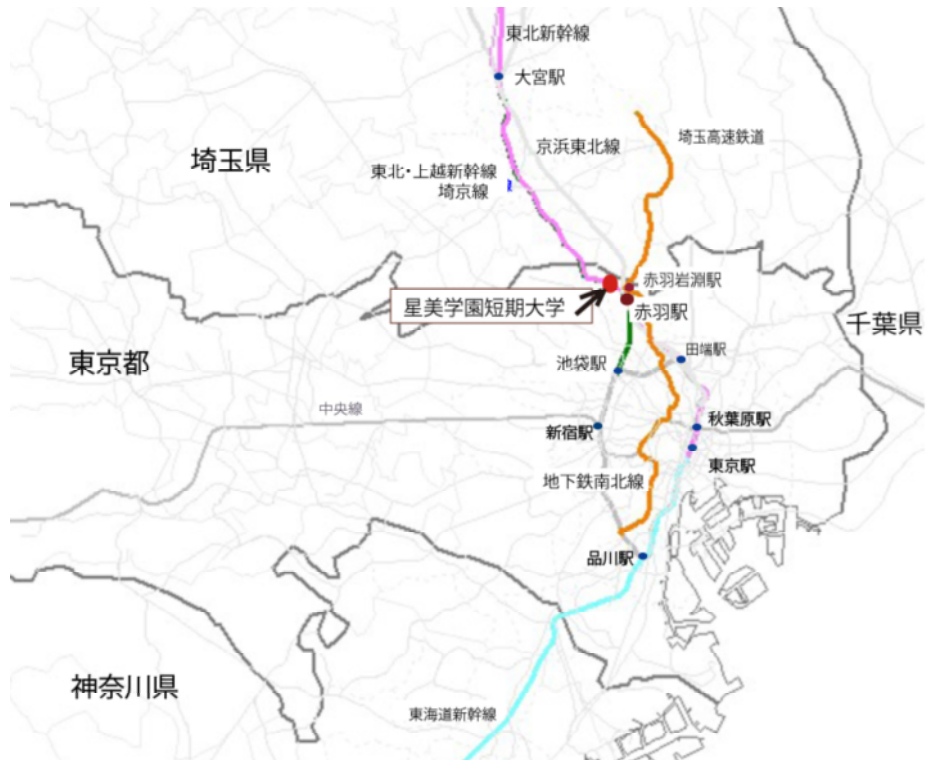 東北新幹線
大宮駅
埼玉高速鉄道
京浜東北線
埼玉県
東北・上越新幹線
埼京線
赤羽岩淵駅
星美学園短期大学
赤羽駅
千葉県
東京都
池袋駅
田端駅
中央線
秋葉原駅
新宿駅
東京駅
地下鉄南北線
品川駅
神奈川県
東海道新幹線